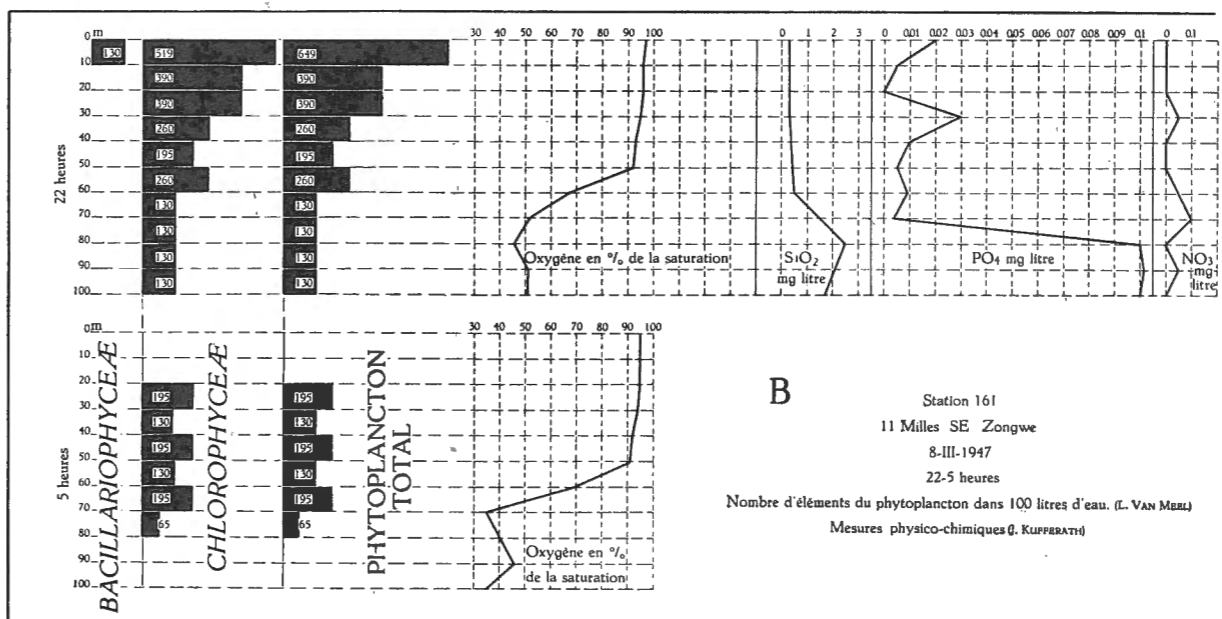 0 m 30 40 50 60 70 80 90 100 0 1 2 3 0 0.01 0.02 0.03 0.04 0.05 0.06 0.07 0.08 0.09 0.1 0 0.1
130 519 649
10
390 390
20
390 390
30
260 260
40
195 195
50
260 260
60
130 130
70
130 130
80
130 130
90
130 130
100
22 heures
Oxygène en % de la saturation
SiO2
mg litre
PO4 mg litre
NO3
mg
litre
0 m 30 40 50 60 70 80 90 100
10
20
195 195
30
130 130
40
195 195
50
130 130
60
195 195
70
65 65
80
90
100
5 heures
BACILLARIOPHYCEÆ
CHLOROPHYCEÆ
PHYTOPLANCTON
TOTAL
Oxygène en %
de la saturation
B
Station 161
11 Milles SE Zongwe
8-III-1947
22-5 heures
Nombre d'éléments du phytoplancton dans 100 litres d'eau. (L. VAN MEEL)
Mesures physico-chimiques (J. KUFFERATH)